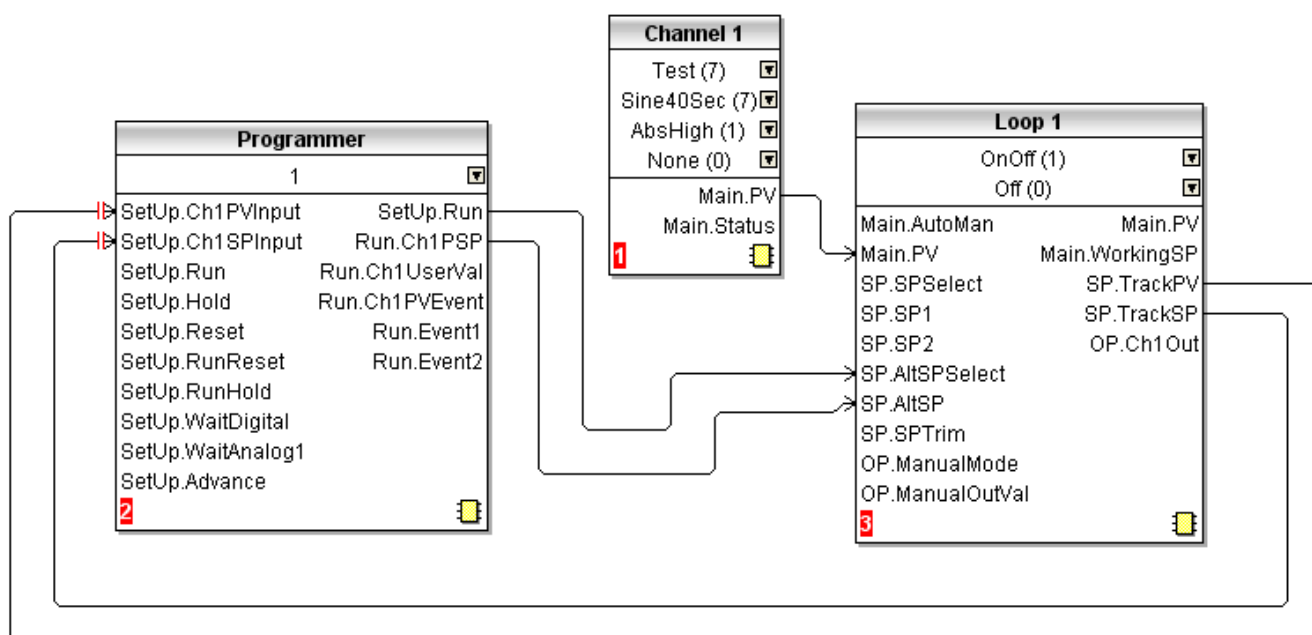 Channel 1
Test (7)
Sine40Sec (7)
AbsHigh (1)
None (0)
Main.PV
Main.Status
1
Programmer
1
SetUp.Ch1PVInput SetUp.Run
SetUp.Ch1SPInput Run.Ch1PSP
SetUp.Run Run.Ch1UserVal
SetUp.Hold Run.Ch1PVEvent
SetUp.Reset Run.Event1
SetUp.RunReset Run.Event2
SetUp.RunHold
SetUp.WaitDigital
SetUp.WaitAnalog1
SetUp.Advance
2
Loop 1
OnOff (1)
Off (0)
Main.AutoMan Main.PV
Main.PV Main.WorkingSP
SP.SPSelect SP.TrackPV
SP.SP1 SP.TrackSP
SP.SP2 OP.Ch1Out
SP.AltSPSelect
SP.AltSP
SP.SPTrim
OP.ManualMode
OP.ManualOutVal
3